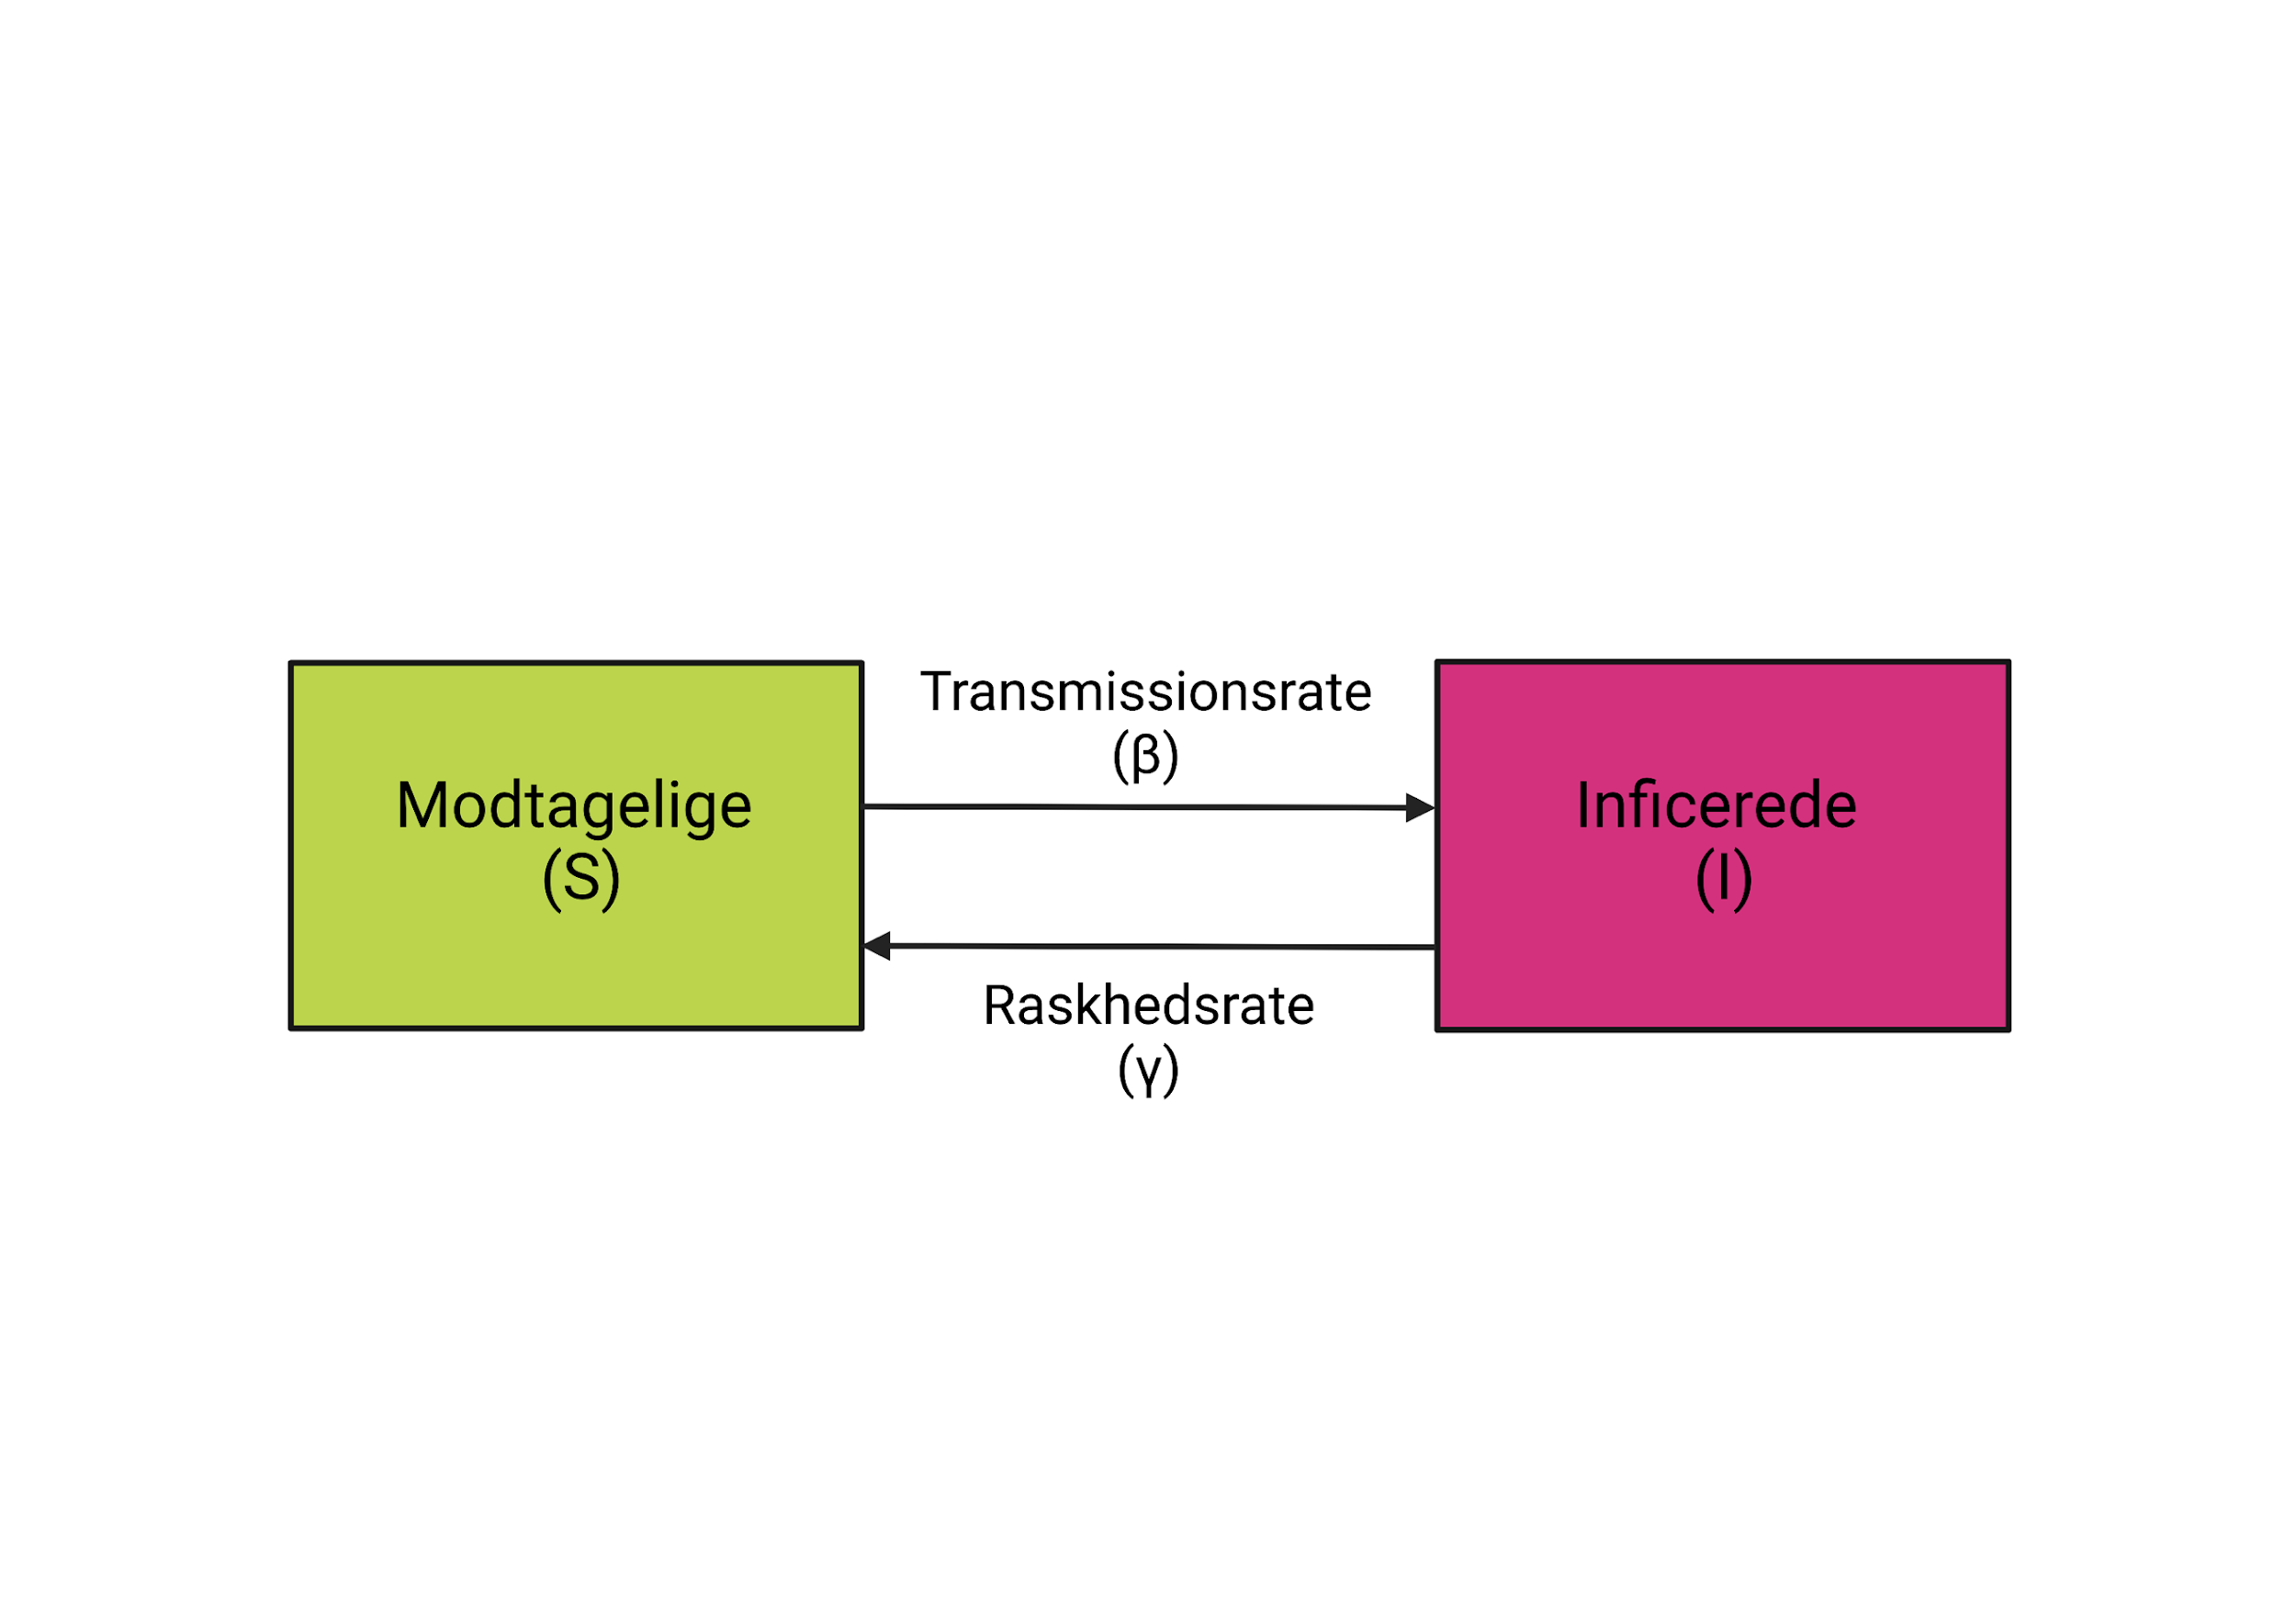 Modtagelige
(S)
Transmissionsrate
(β)
Raskhedsrate
(γ)
Inficerede
(I)